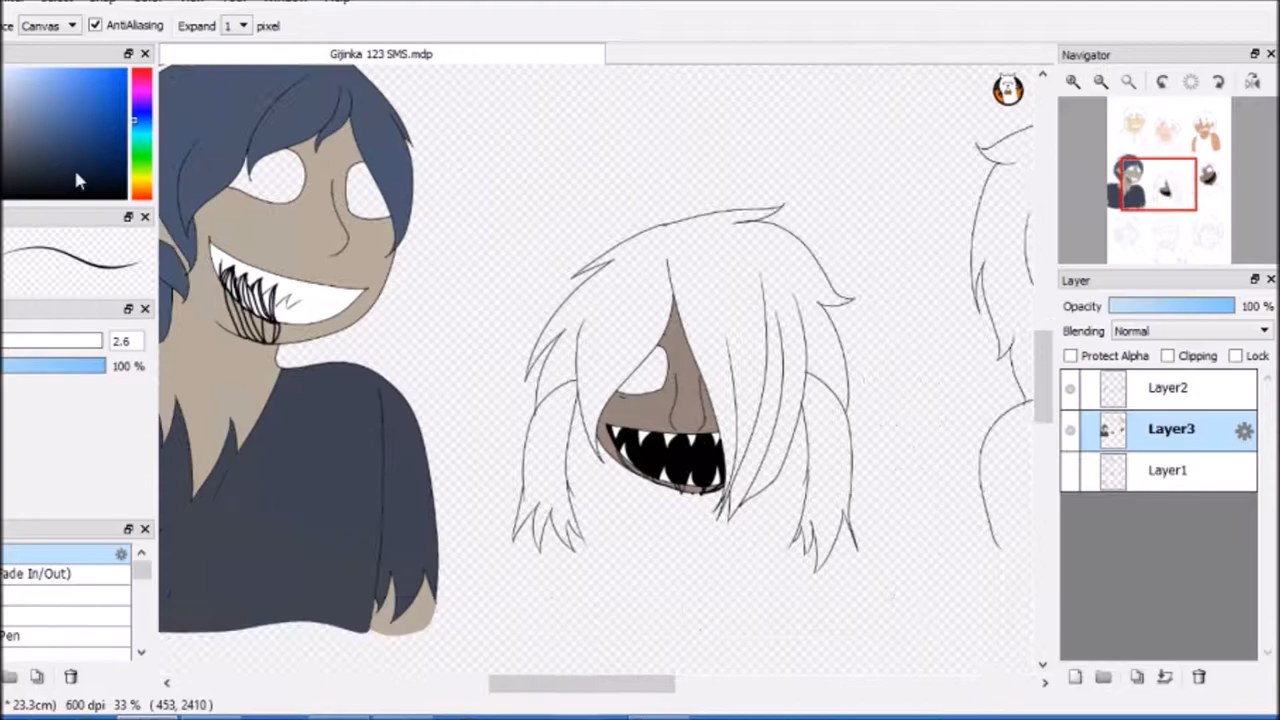 Canvas
AntiAliasing
Expand
1
pixel
Gijinka 123 SMS.mdp
Navigator
2.6
100 %
Layer
Opacity
100 %
Blending
Normal
Protect Alpha
Clipping
Lock
Layer2
Layer3
Layer1
ade In/Out)
Pen
* 23.3cm) 600 dpi 33 % ( 453, 2410 )